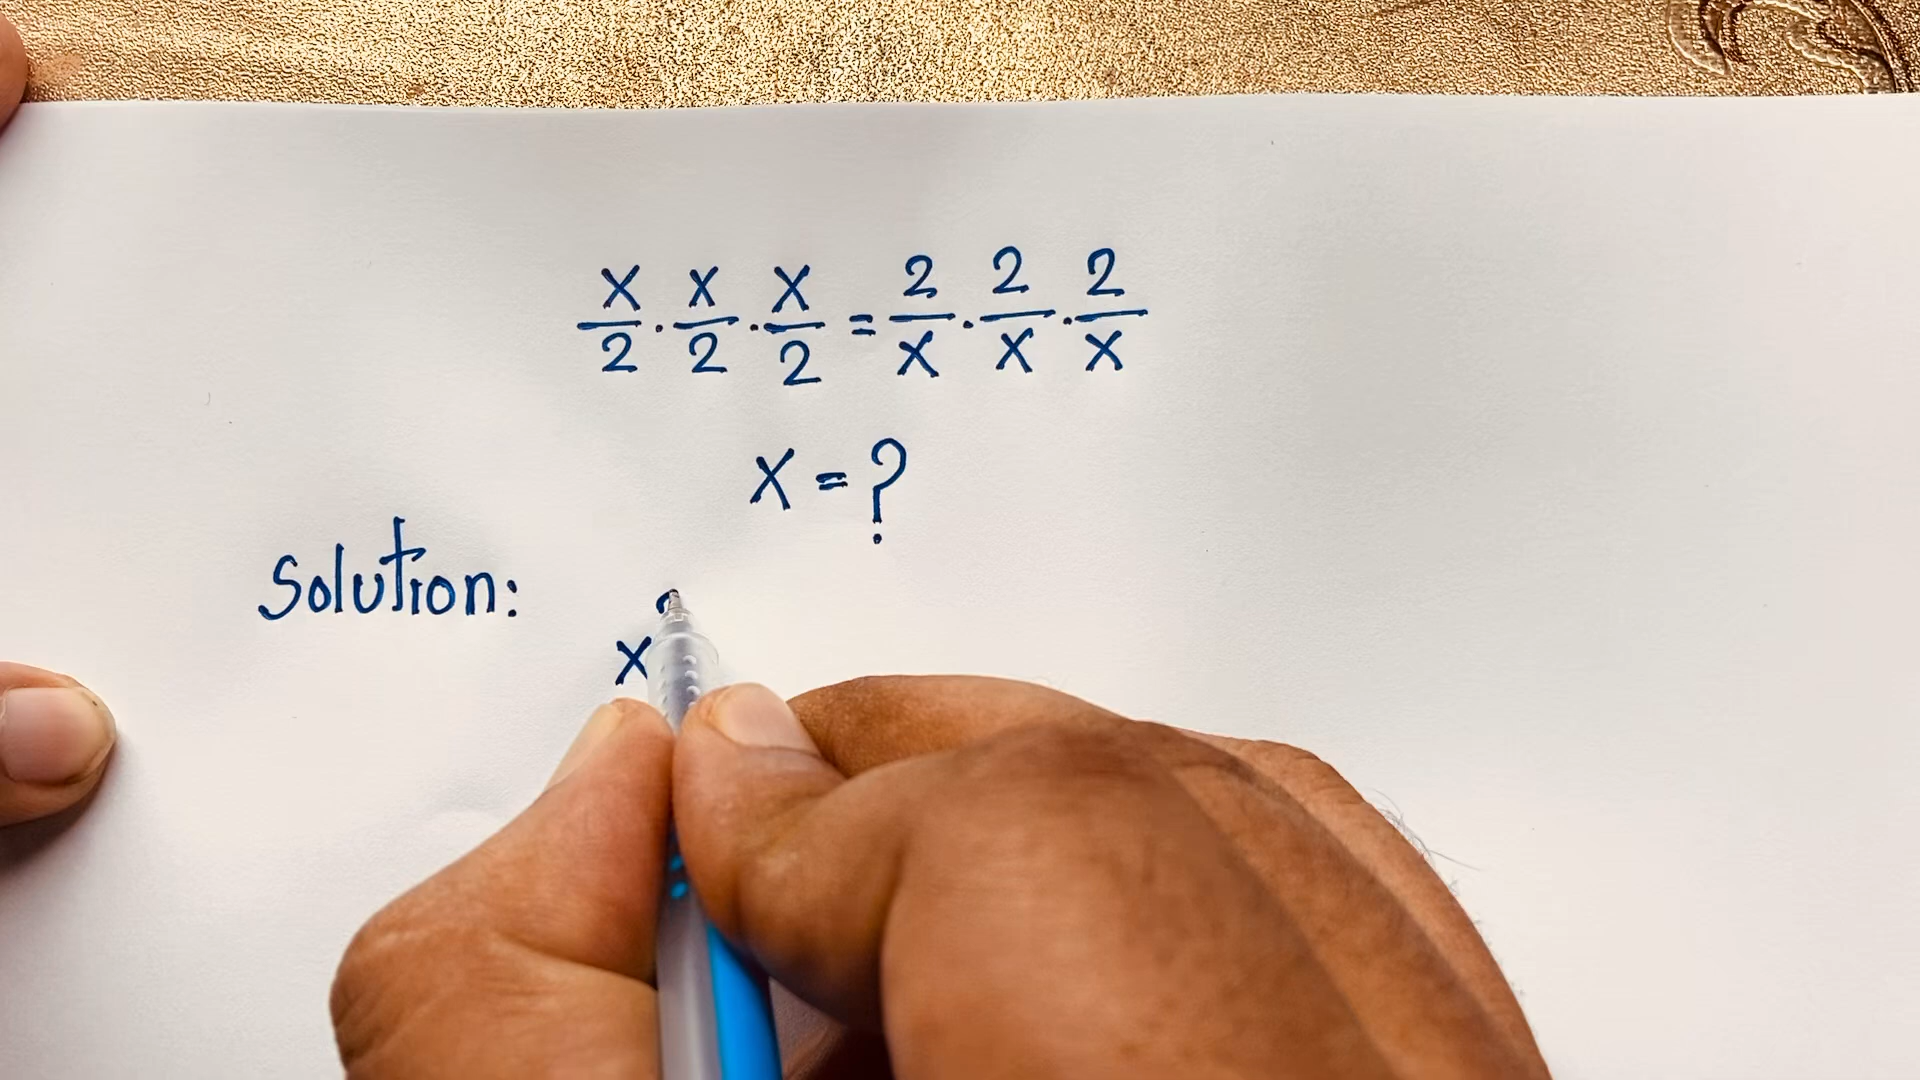 x/2 . x/2 . x/2 = 2/x . 2/x . 2/x
x = ?
Solution:
x